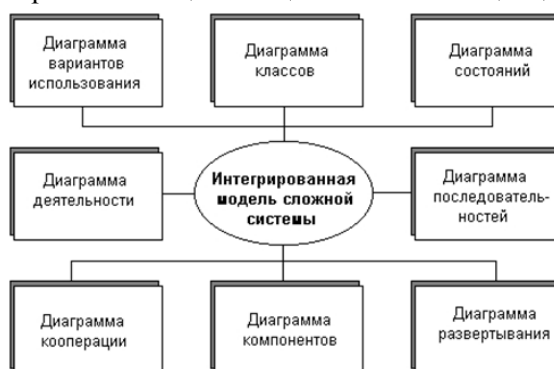 Диаграмма
вариантов
использования
Диаграмма
классов
Диаграмма
состояний
Диаграмма
деятельности
Интегрированная
модель сложной
системы
Диаграмма
последователь-
ностей
Диаграмма
кооперации
Диаграмма
компонентов
Диаграмма
развертывания